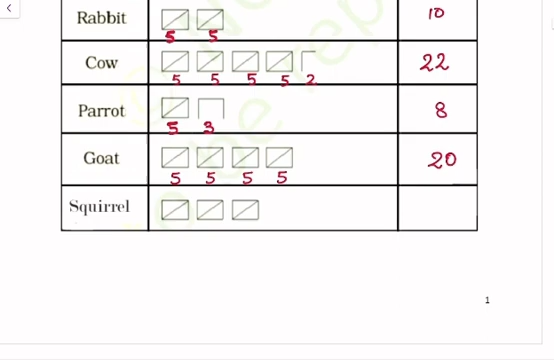 Rabbit 10
5 5
Cow 22
5 5 5 5 2
Parrot 8
5 3
Goat 20
5 5 5 5
Squirrel
1